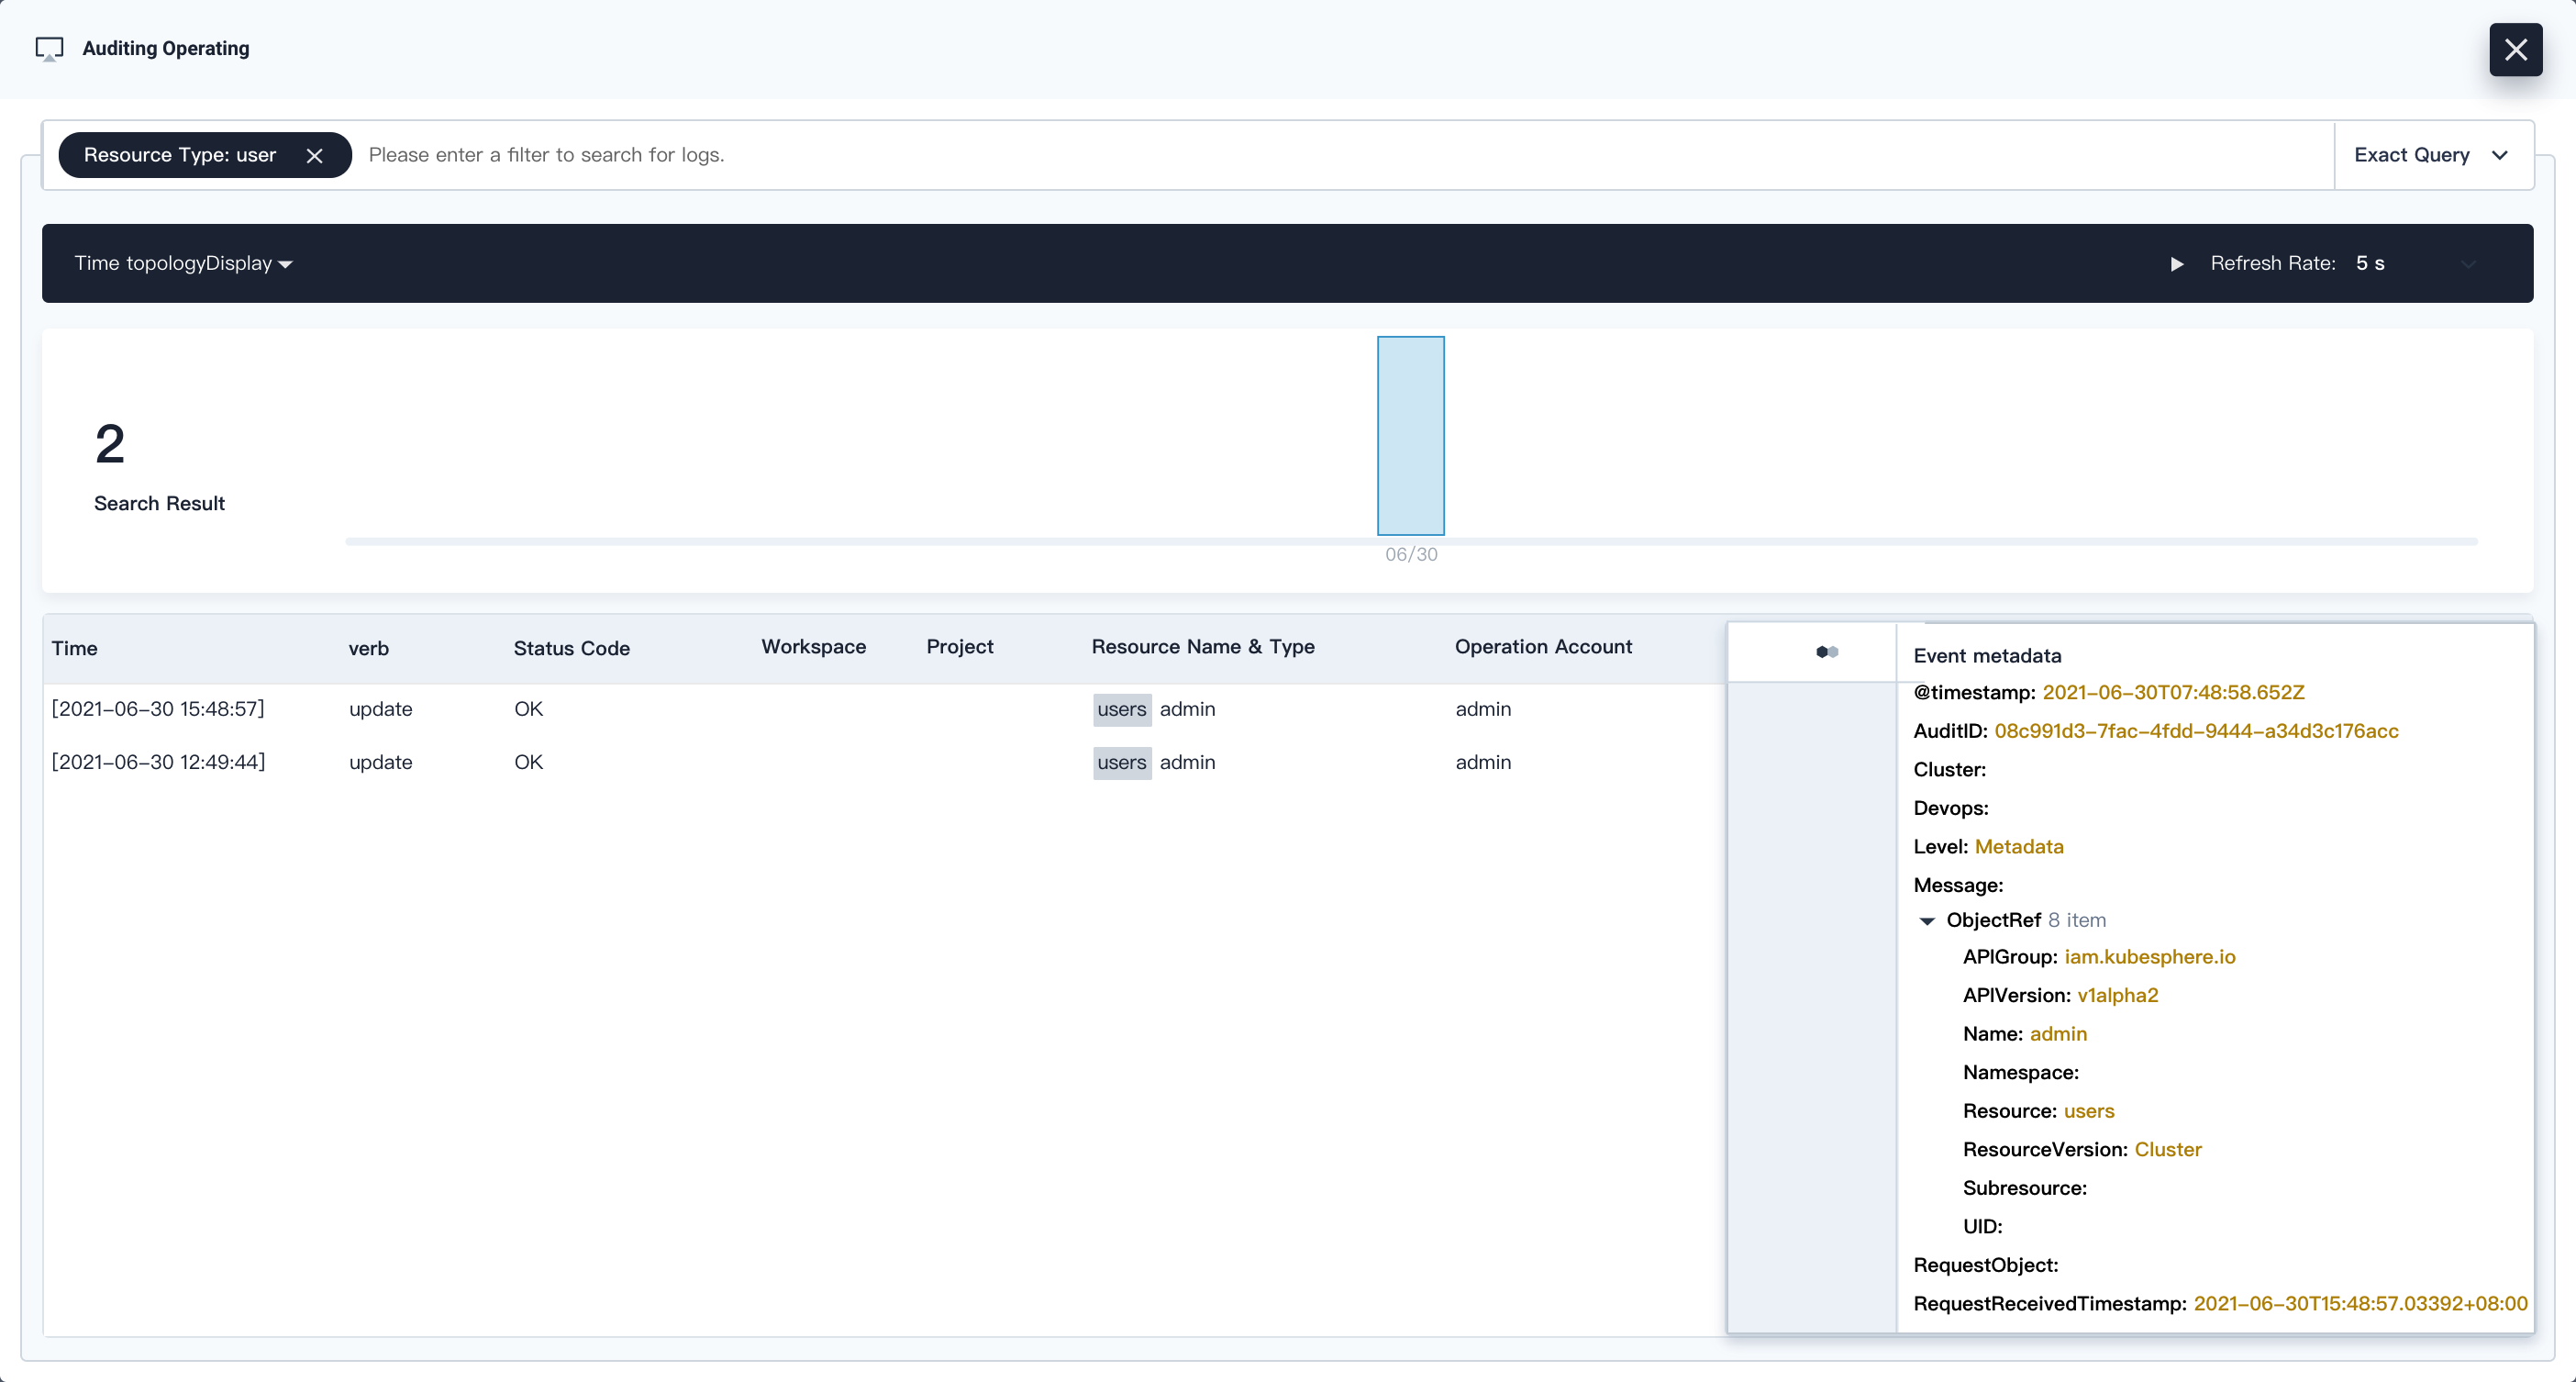 Auditing Operating
Resource Type: user Please enter a filter to search for logs. Exact Query
Time topologyDisplay Refresh Rate: 5 s
2
Search Result
06/30
Time verb Status Code Workspace Project Resource Name & Type Operation Account
[2021-06-30 15:48:57] update OK users admin admin
[2021-06-30 12:49:44] update OK users admin admin
Event metadata
@timestamp: 2021-06-30T07:48:58.652Z
AuditID: 08c991d3-7fac-4fdd-9444-a34d3c176acc
Cluster:
Devops:
Level: Metadata
Message:
ObjectRef 8 item
APIGroup: iam.kubesphere.io
APIVersion: v1alpha2
Name: admin
Namespace:
Resource: users
ResourceVersion: Cluster
Subresource:
UID:
RequestObject:
RequestReceivedTimestamp: 2021-06-30T15:48:57.03392+08:00